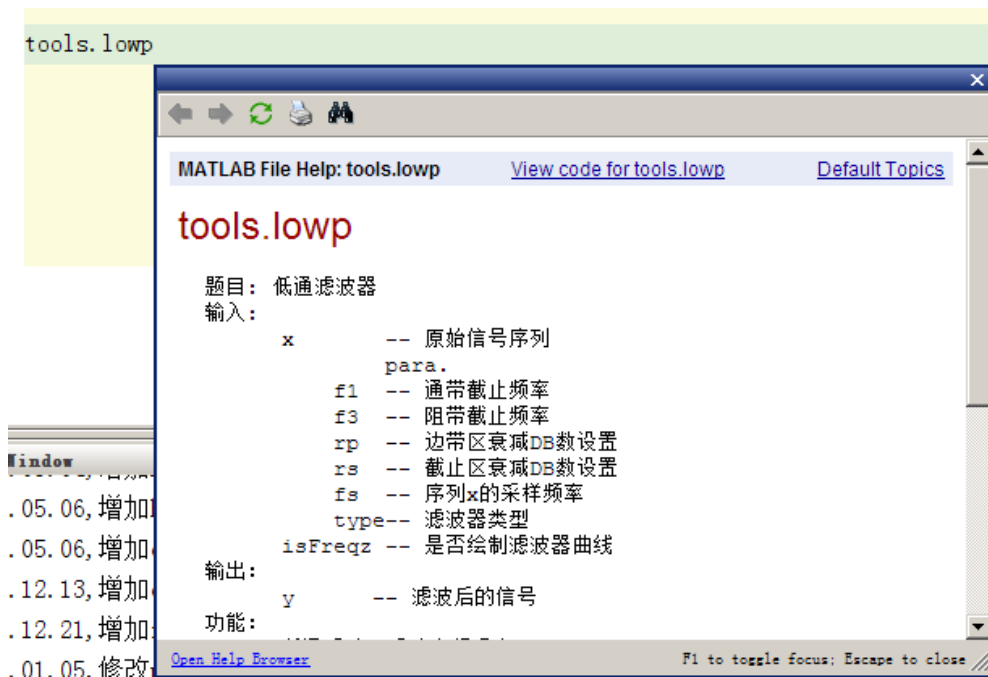 tools.lowp
MATLAB File Help: tools.lowp View code for tools.lowp Default Topics
tools.lowp
题目: 低通滤波器
输入:
x -- 原始信号序列
para.
f1 -- 通带截止频率
f3 -- 阻带截止频率
rp -- 边带区衰减DB数设置
rs -- 截止区衰减DB数设置
fs -- 序列x的采样频率
type-- 滤波器类型
isFreqz -- 是否绘制滤波器曲线
输出:
y -- 滤波后的信号
功能:
Open Help Browser F1 to toggle focus; Escape to close
Window
.05.06,增加
.05.06,增加
.12.13,增加
.12.21,增加
.01.05.修改